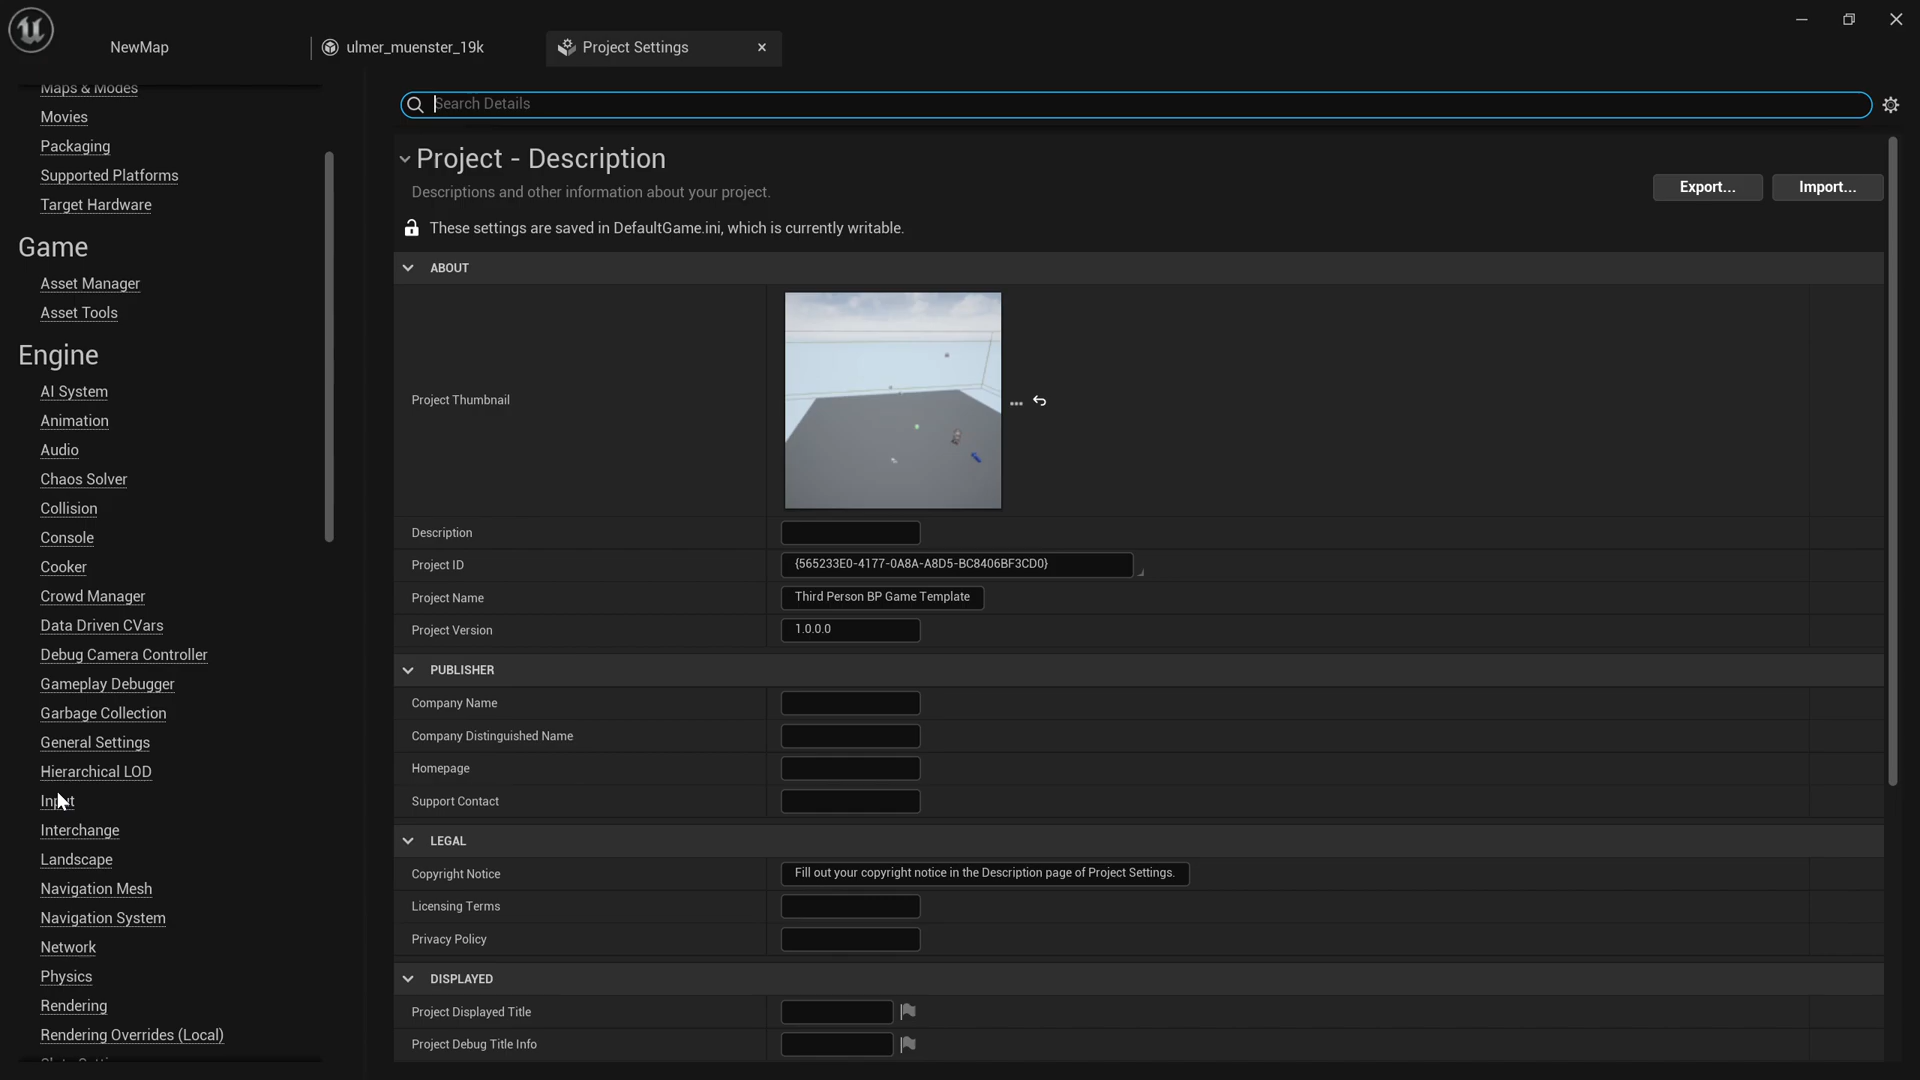 NewMap
ulmer_muenster_19k
Project Settings
Maps & Modes
Movies
Packaging
Supported Platforms
Target Hardware
Game
Asset Manager
Asset Tools
Engine
AI System
Animation
Audio
Chaos Solver
Collision
Console
Cooker
Crowd Manager
Data Driven CVars
Debug Camera Controller
Gameplay Debugger
Garbage Collection
General Settings
Hierarchical LOD
Input
Interchange
Landscape
Navigation Mesh
Navigation System
Network
Physics
Rendering
Rendering Overrides (Local)
Search Details
Project - Description
Descriptions and other information about your project.
Export...
Import...
These settings are saved in DefaultGame.ini, which is currently writable.
ABOUT
Project Thumbnail
Description
Project ID
{565233E0-4177-0A8A-A8D5-BC8406BF3CD0}
Project Name
Third Person BP Game Template
Project Version
1.0.0.0
PUBLISHER
Company Name
Company Distinguished Name
Homepage
Support Contact
LEGAL
Copyright Notice
Fill out your copyright notice in the Description page of Project Settings.
Licensing Terms
Privacy Policy
DISPLAYED
Project Displayed Title
Project Debug Title Info